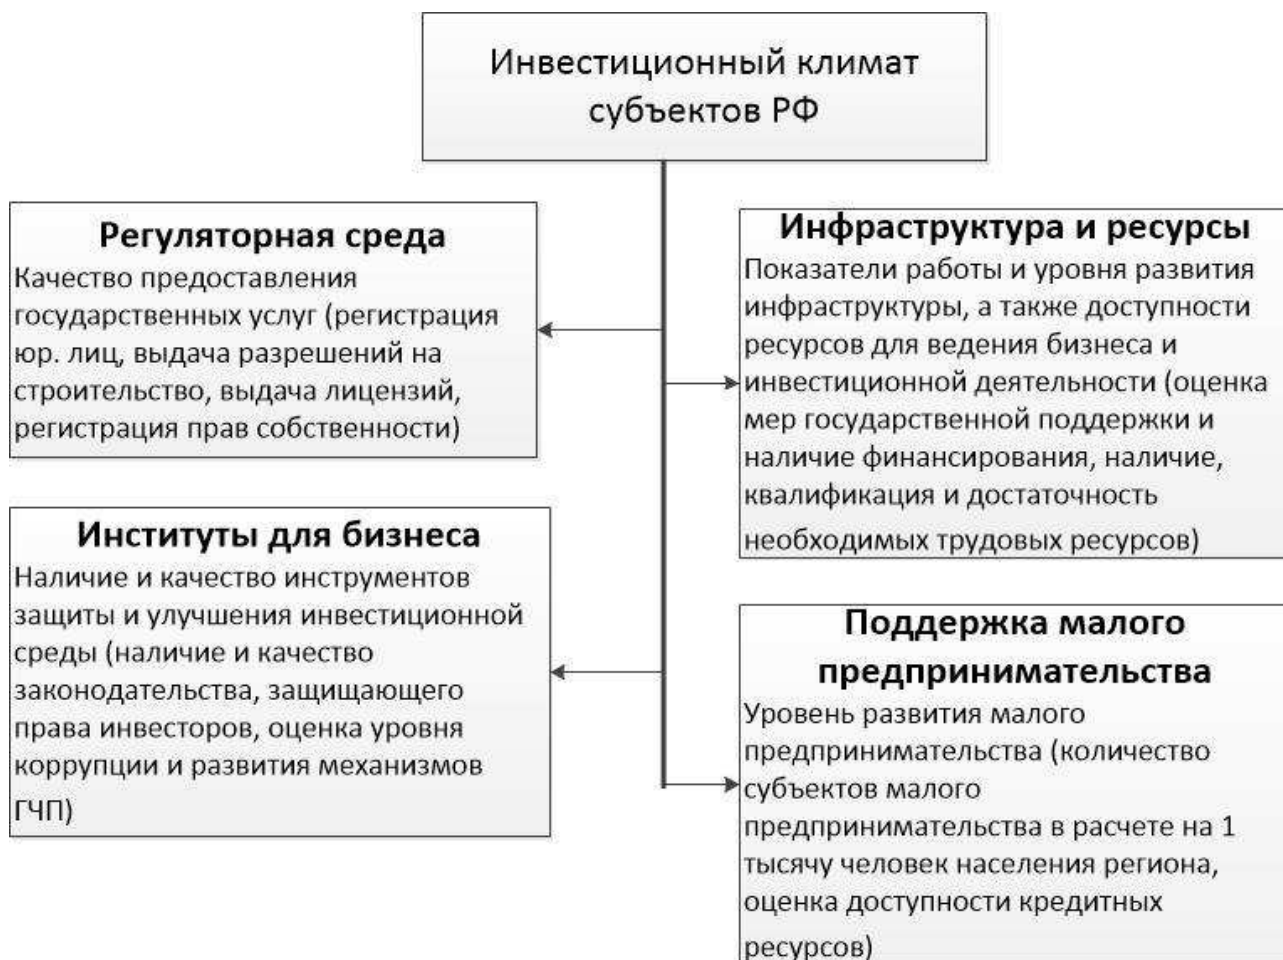 Инвестиционный климат
субъектов РФ
Регуляторная среда
Качество предоставления
государственных услуг (регистрация
юр. лиц, выдача разрешений на
строительство, выдача лицензий,
регистрация прав собственности)
Институты для бизнеса
Наличие и качество инструментов
защиты и улучшения инвестиционной
среды (наличие и качество
законодательства, защищающего
права инвесторов, оценка уровня
коррупции и развития механизмов
ГЧП)
Инфраструктура и ресурсы
Показатели работы и уровня развития
инфраструктуры, а также доступности
ресурсов для ведения бизнеса и
инвестиционной деятельности (оценка
мер государственной поддержки и
наличие финансирования, наличие,
квалификация и достаточность
необходимых трудовых ресурсов)
Поддержка малого
предпринимательства
Уровень развития малого
предпринимательства (количество
субъектов малого
предпринимательства в расчете на 1
тысячу человек населения региона,
оценка доступности кредитных
ресурсов)